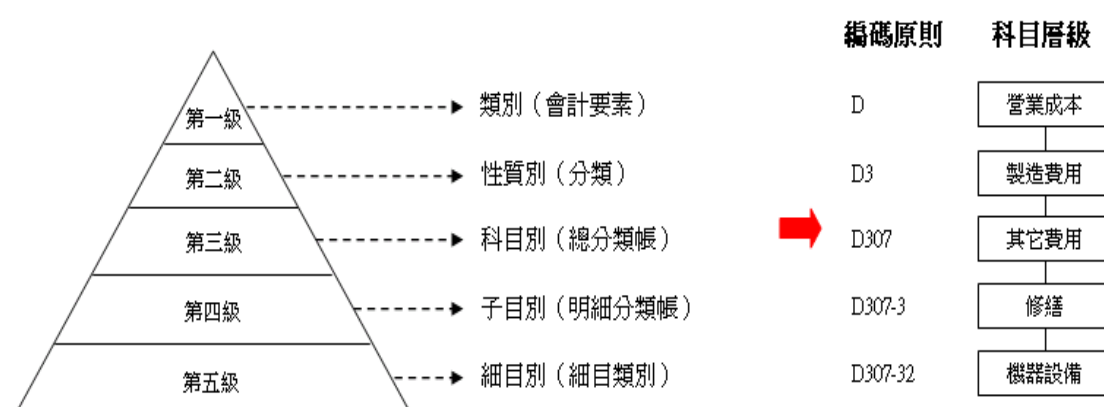 編碼原則 科目層級
第一級 類別（會計要素） D 營業成本
第二級 性質別（分類） D3 製造費用
第三級 科目別（總分類帳） D307 其它費用
第四級 子目別（明細分類帳） D307-3 修繕
第五級 細目別（細目類別） D307-32 機器設備